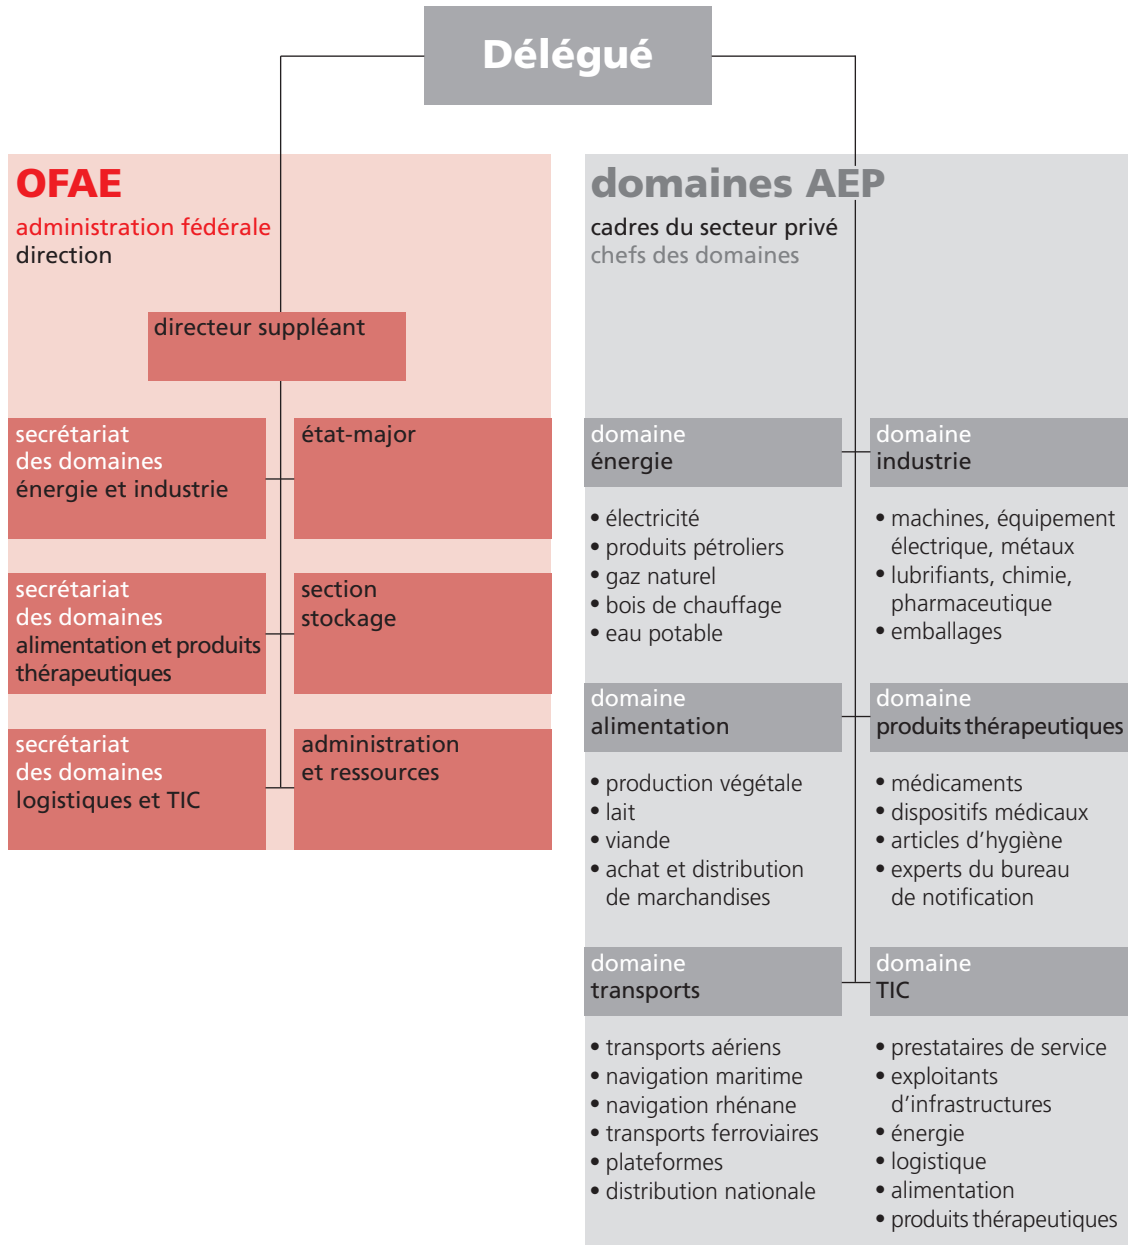 Délégué
OFAE
administration fédérale
direction
directeur suppléant
secrétariat
des domaines
énergie et industrie
état-major
secrétariat
des domaines
alimentation et produits
thérapeutiques
section
stockage
secrétariat
des domaines
logistiques et TIC
administration
et ressources
domaines AEP
cadres du secteur privé
chefs des domaines
domaine
énergie
• électricité
• produits pétroliers
• gaz naturel
• bois de chauffage
• eau potable
domaine
industrie
• machines, équipement
électrique, métaux
• lubrifiants, chimie,
pharmaceutique
• emballages
domaine
alimentation
• production végétale
• lait
• viande
• achat et distribution
de marchandises
domaine
produits thérapeutiques
• médicaments
• dispositifs médicaux
• articles d’hygiène
• experts du bureau
de notification
domaine
transports
• transports aériens
• navigation maritime
• navigation rhénane
• transports ferroviaires
• plateformes
• distribution nationale
domaine
TIC
• prestataires de service
• exploitants
d’infrastructures
• énergie
• logistique
• alimentation
• produits thérapeutiques